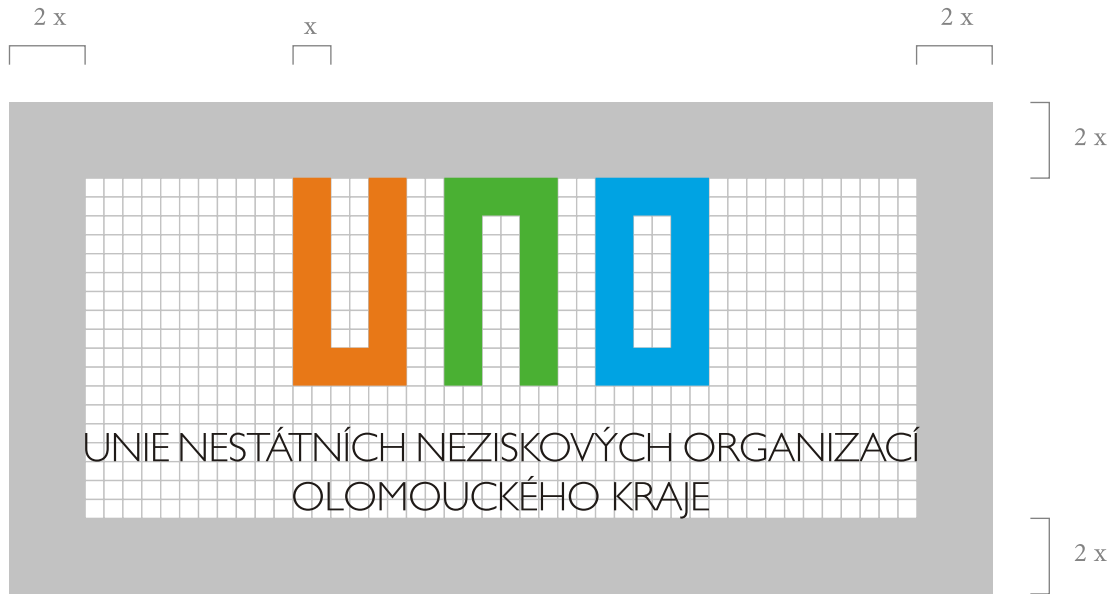 2 x
x
2 x
2 x
UNO
UNIE NESTÁTNÍCH NEZISKOVÝCH ORGANIZACÍ
OLOMOUCKÉHO KRAJE
2 x